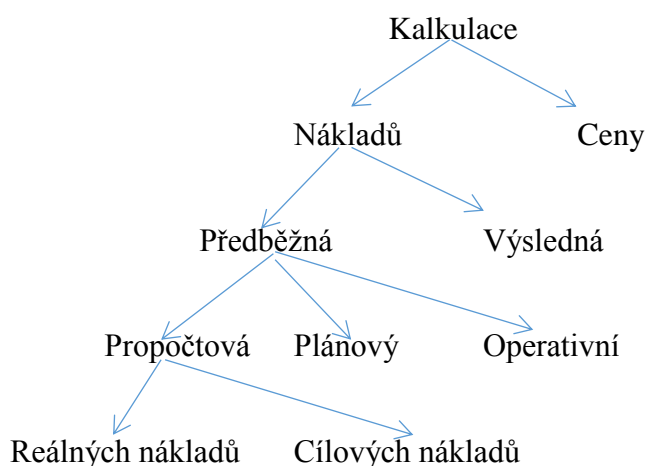 Kalkulace
Nákladů Ceny
Předběžná Výsledná
Propočtová Plánový Operativní
Reálných nákladů Cílových nákladů